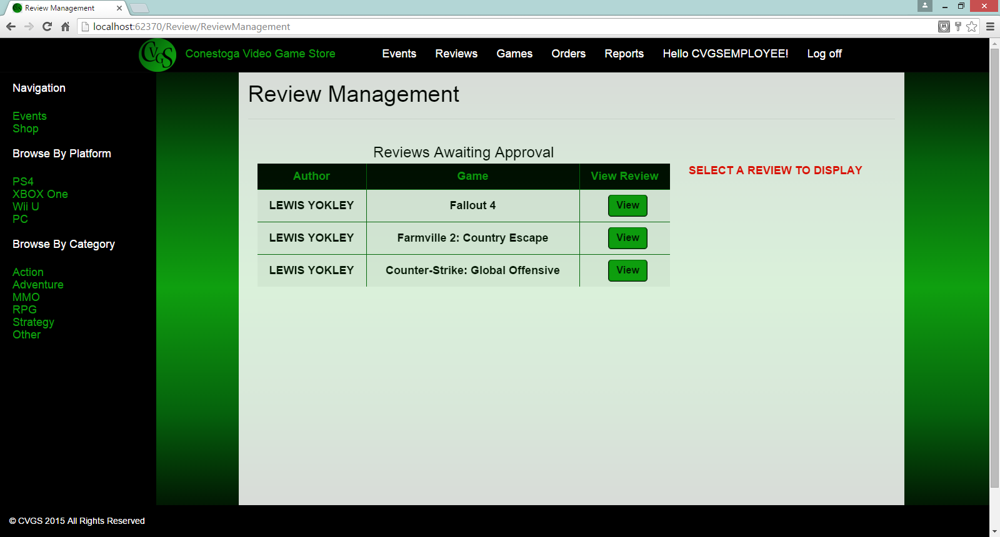 Review Management
localhost:62370/Review/ReviewManagement
CVGS Conestoga Video Game Store Events Reviews Games Orders Reports Hello CVGSEMPLOYEE! Log off
Navigation
Events
Shop
Browse By Platform
PS4
XBOX One
Wii U
PC
Browse By Category
Action
Adventure
MMO
RPG
Strategy
Other
Review Management
Reviews Awaiting Approval
Author Game View Review
LEWIS YOKLEY Fallout 4 View
LEWIS YOKLEY Farmville 2: Country Escape View
LEWIS YOKLEY Counter-Strike: Global Offensive View
SELECT A REVIEW TO DISPLAY
© CVGS 2015 All Rights Reserved